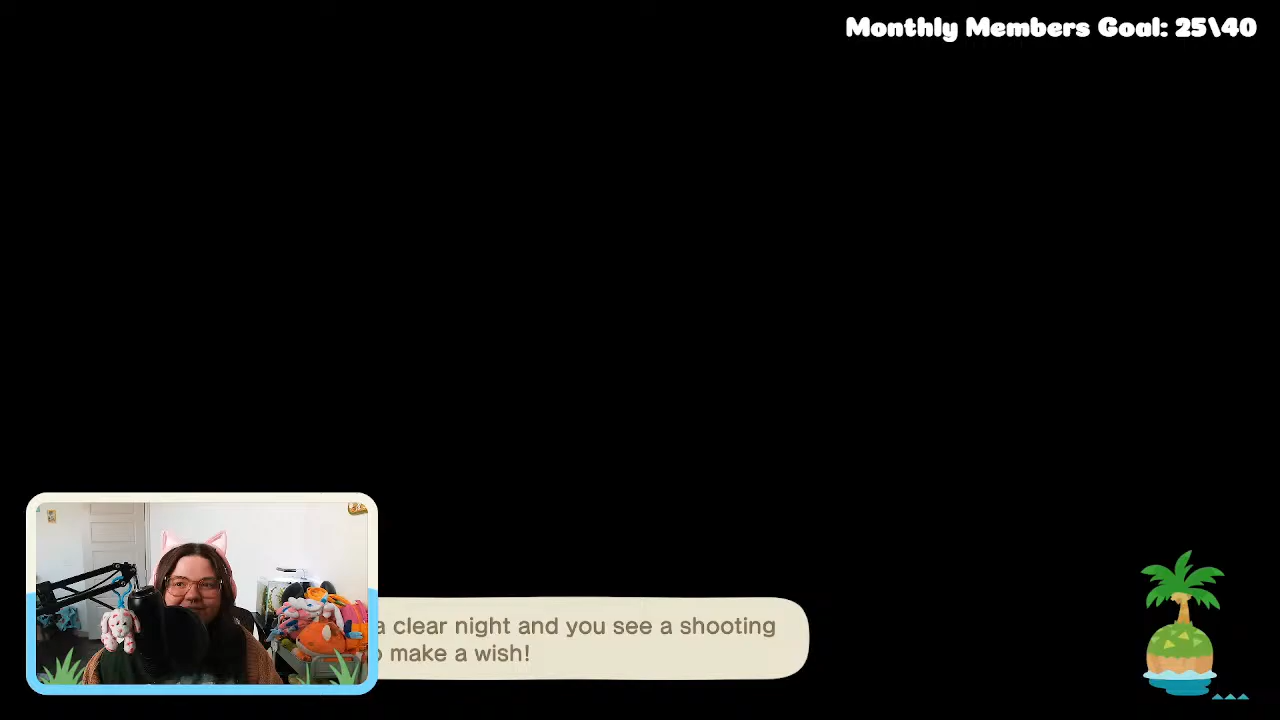 Monthly Members Goal: 25\40
a clear night and you see a shooting
make a wish!